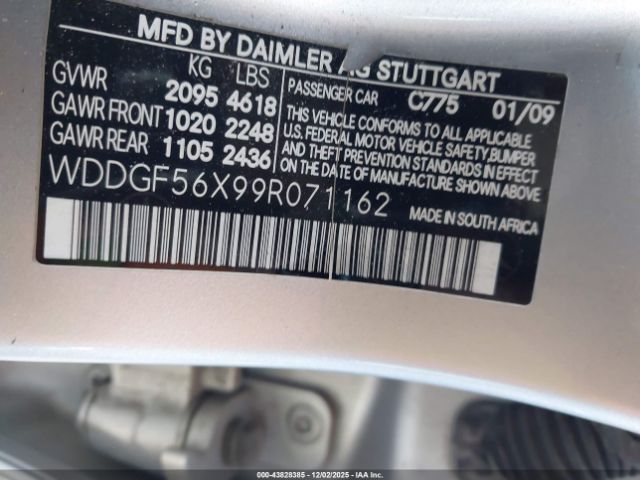 MFD BY DAIMLER AG STUTTGART
KG LBS
GVWR 2095 4618
GAWR FRONT 1020 2248
GAWR REAR 1105 2436
PASSENGER CAR C775 01/09
THIS VEHICLE CONFORMS TO ALL APPLICABLE
U.S. FEDERAL MOTOR VEHICLE SAFETY,BUMPER
AND THEFT PREVENTION STANDARDS IN EFFECT
ON THE DATE OF MANUFACTURE SHOWN ABOVE.
WDDGF56X99R071162
MADE IN SOUTH AFRICA
00-43828385 - 12/02/2025 - COPYRIGHT IAA, Inc.